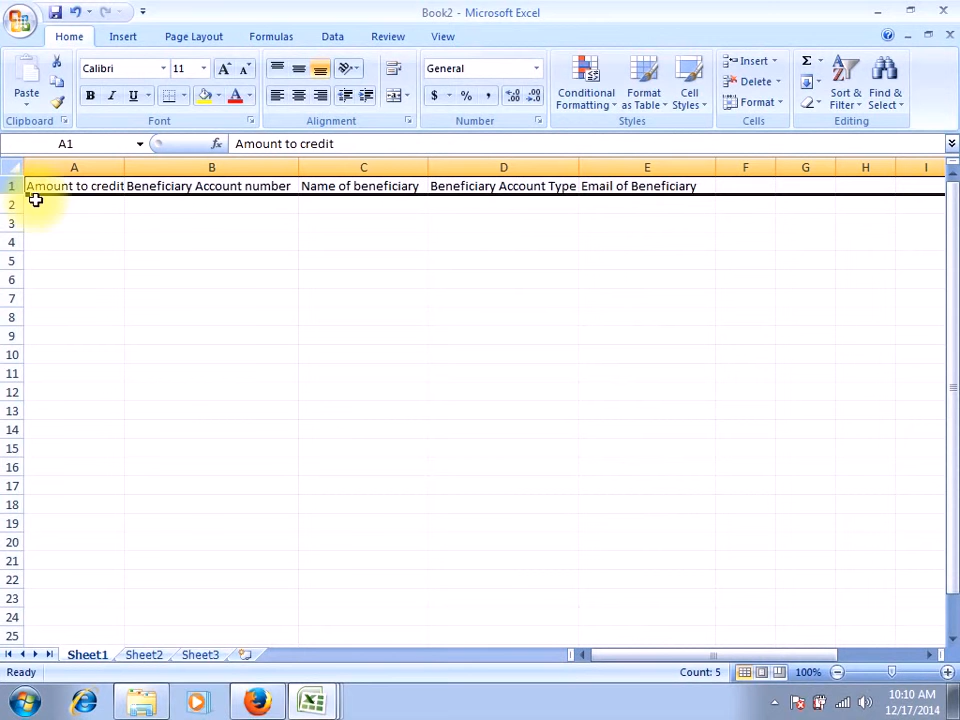 Book2 - Microsoft Excel
Home Insert Page Layout Formulas Data Review View
Paste
Calibri 11
B I U
General
$ % ,
Conditional Formatting
Format as Table
Cell Styles
Insert
Delete
Format
Sort & Filter
Find & Select
Clipboard Font Alignment Number Styles Cells Editing
A1 fx Amount to credit
A B C D E F G H I
1 Amount to credit Beneficiary Account number Name of beneficiary Beneficiary Account Type Email of Beneficiary
2
3
4
5
6
7
8
9
10
11
12
13
14
15
16
17
18
19
20
21
22
23
24
25
Sheet1 Sheet2 Sheet3
Ready Count: 5 100%
10:10 AM
12/17/2014